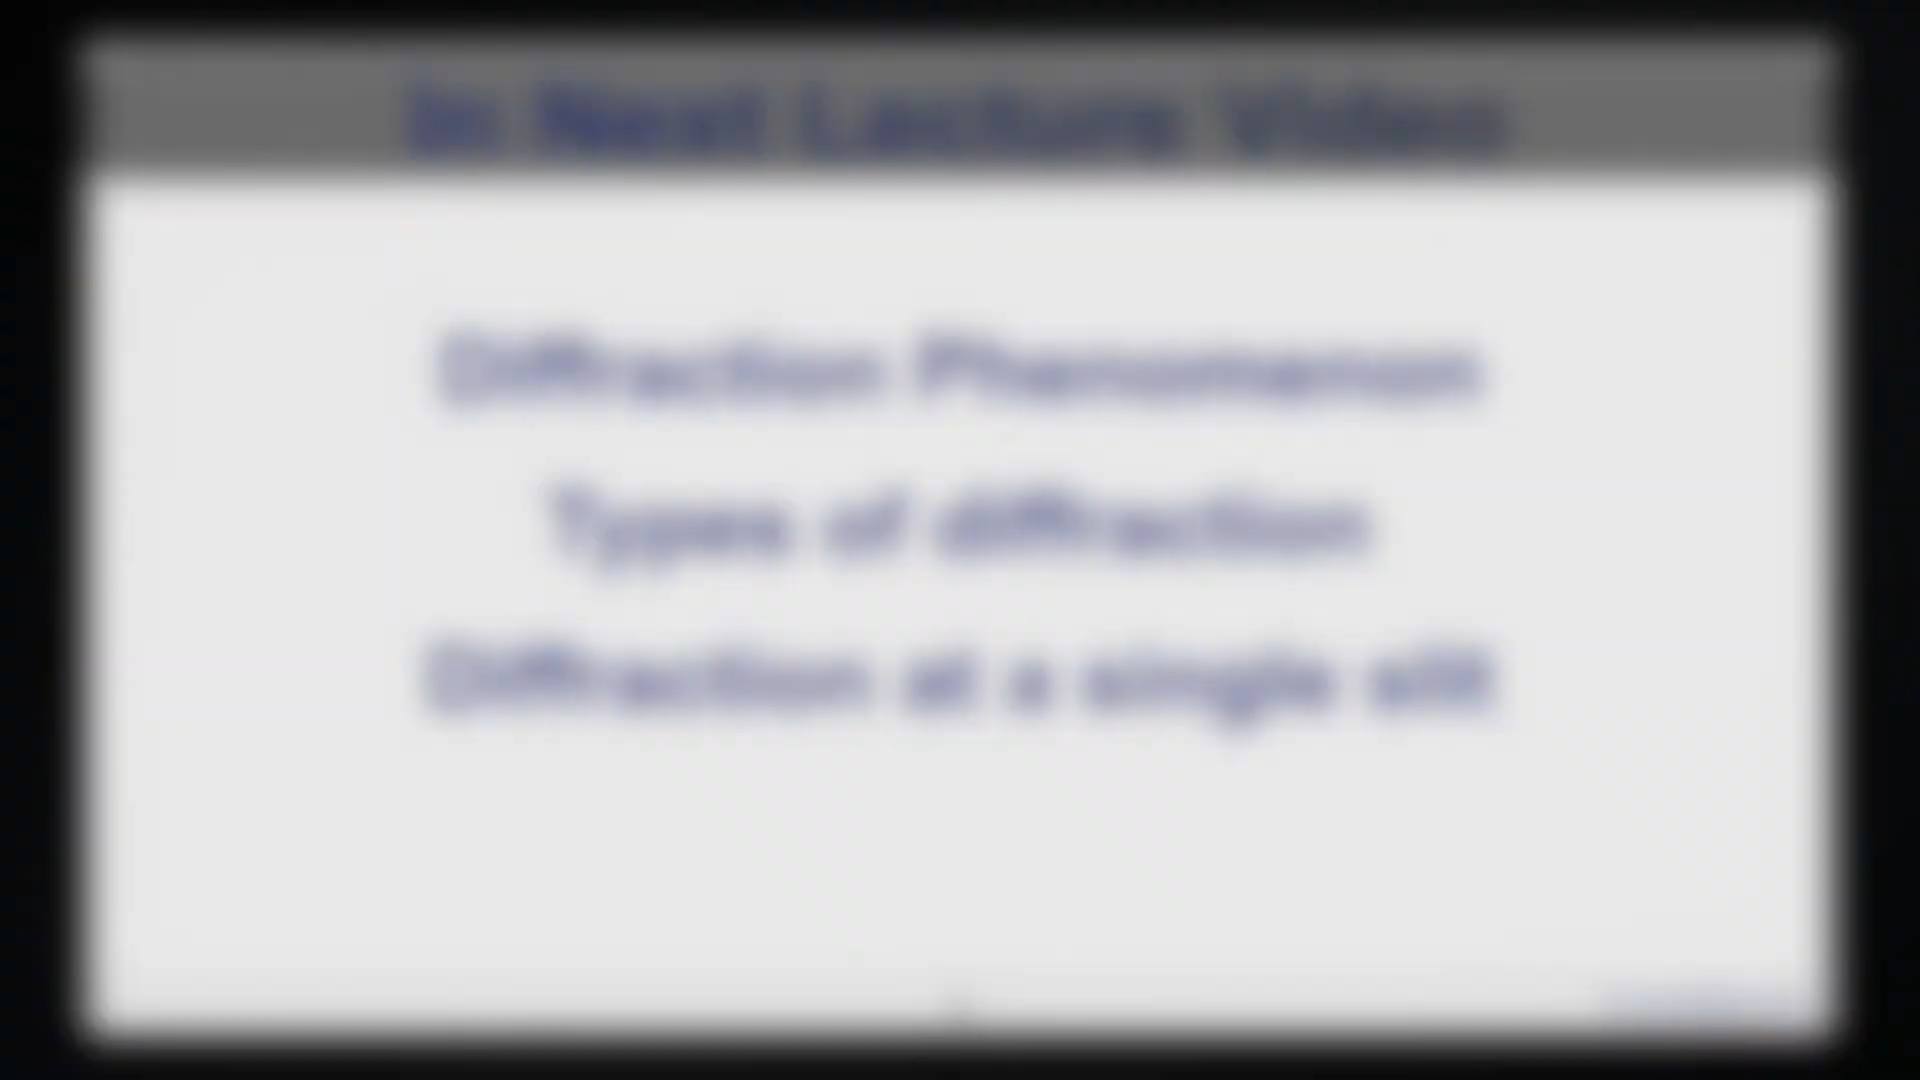 In Next Lecture Video
Diffraction Phenomenon
Types of diffraction
Diffraction at a single slit